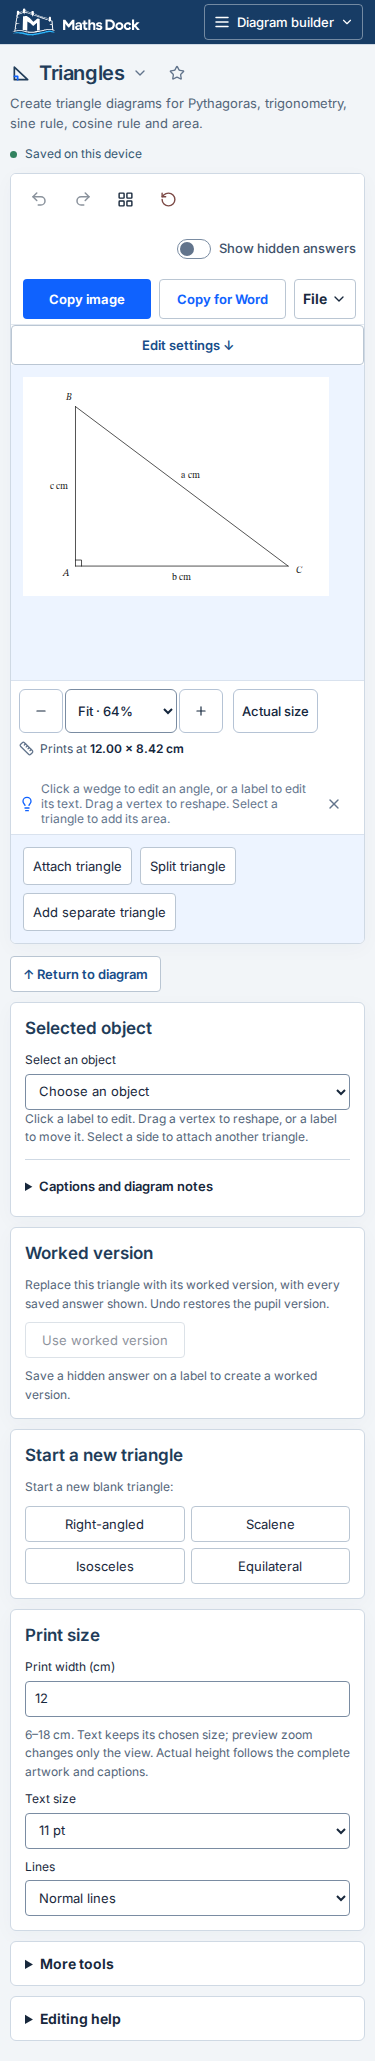 Maths Dock
Diagram builder
Triangles
Create triangle diagrams for Pythagoras, trigonometry,
sine rule, cosine rule and area.
Saved on this device
Show hidden answers
Copy image
Copy for Word
File
Edit settings ↓
B
a cm
c cm
A
C
b cm
−
Fit · 64%
+
Actual size
Prints at 12.00 × 8.42 cm
Click a wedge to edit an angle, or a label to edit
its text. Drag a vertex to reshape. Select a
triangle to add its area.
Attach triangle
Split triangle
Add separate triangle
↑ Return to diagram
Selected object
Select an object
Choose an object
Click a label to edit. Drag a vertex to reshape, or a label
to move it. Select a side to attach another triangle.
Captions and diagram notes
Worked version
Replace this triangle with its worked version, with every
saved answer shown. Undo restores the pupil version.
Use worked version
Save a hidden answer on a label to create a worked
version.
Start a new triangle
Start a new blank triangle:
Right-angled
Scalene
Isosceles
Equilateral
Print size
Print width (cm)
12
6–18 cm. Text keeps its chosen size; preview zoom
changes only the view. Actual height follows the complete
artwork and captions.
Text size
11 pt
Lines
Normal lines
More tools
Editing help